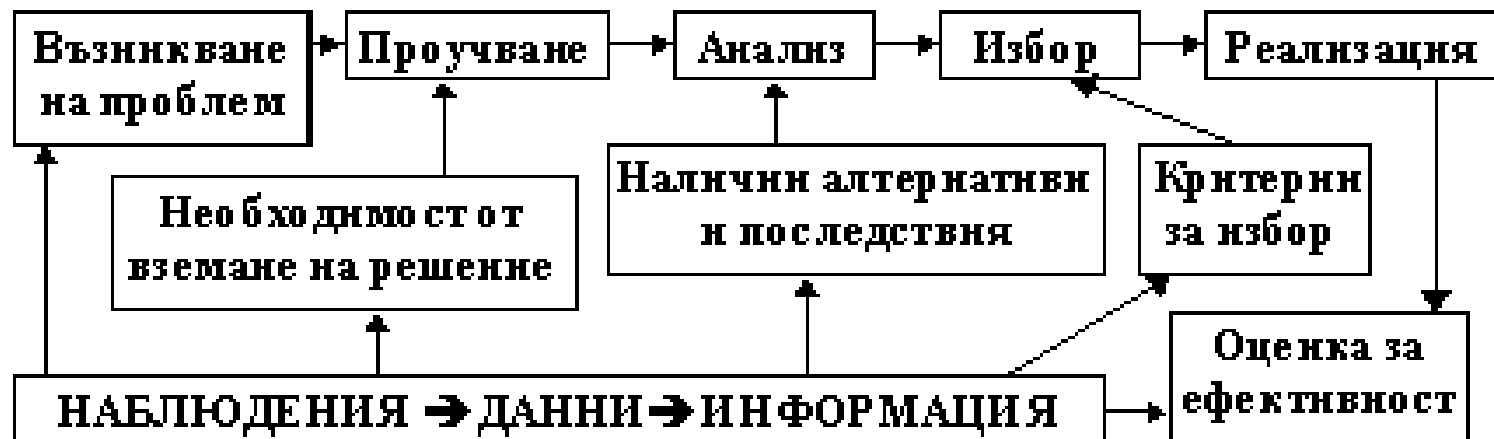 Възникване
на проблем
Проучване
Анализ
Избор
Реализация
Необходимост от
вземане на решение
Налични алтернативи
и последствия
Критерии
за избор
Оценка за
ефективност
НАБЛЮДЕНИЯ → ДАННИ → ИНФОРМАЦИЯ